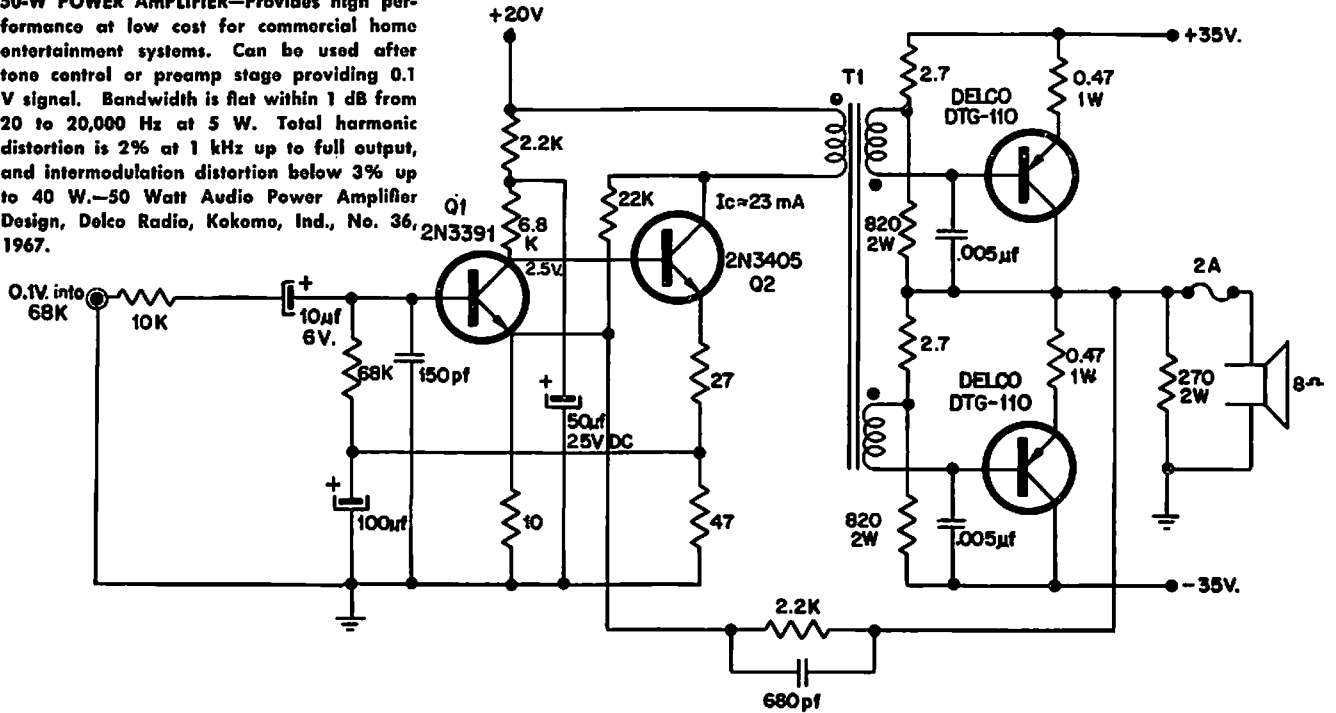 50-W POWER AMPLIFIER—Provides high per-
formance at low cost for commercial home
entertainment systems. Can be used after
tone control or preamp stage providing 0.1
V signal. Bandwidth is flat within 1 dB from
20 to 20,000 Hz at 5 W. Total harmonic
distortion is 2% at 1 kHz up to full output,
and intermodulation distortion below 3% up
to 40 W.—50 Watt Audio Power Amplifier
Design, Delco Radio, Kokomo, Ind., No. 36,
1967.
+20V
2.2K
Q1
2N3391
6.8
K
2.5V.
22K
Ic≈23 mA
2N3405
Q2
0.1V. into
68K
10K
+
10µf
6V.
68K
150pf
+
50µf
25VDC
27
+
100µf
10
47
T1
2.7
DELCO
DTG-110
0.47
1W
+35V.
820
2W
.005µf
2A
2.7
DELCO
DTG-110
0.47
1W
270
2W
8Ω
820
2W
.005µf
-35V.
2.2K
680pf